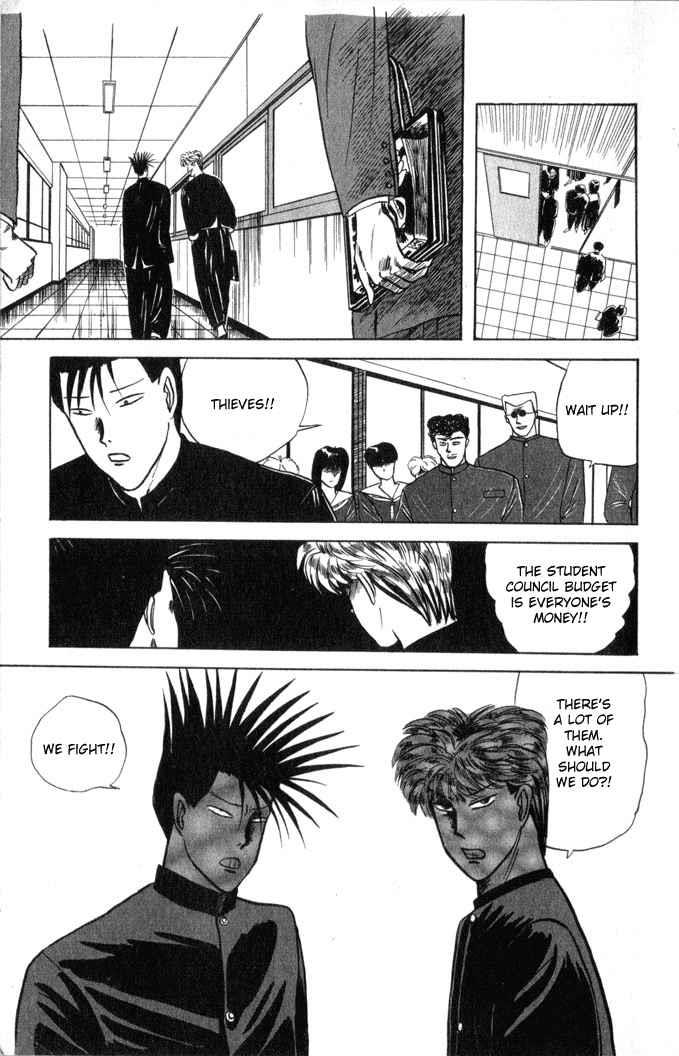 WAIT UP!!
THIEVES!!
THE STUDENT
COUNCIL BUDGET
IS EVERYONE'S
MONEY!!
THERE'S
A LOT OF
THEM.
WHAT
SHOULD
WE DO?!
WE FIGHT!!